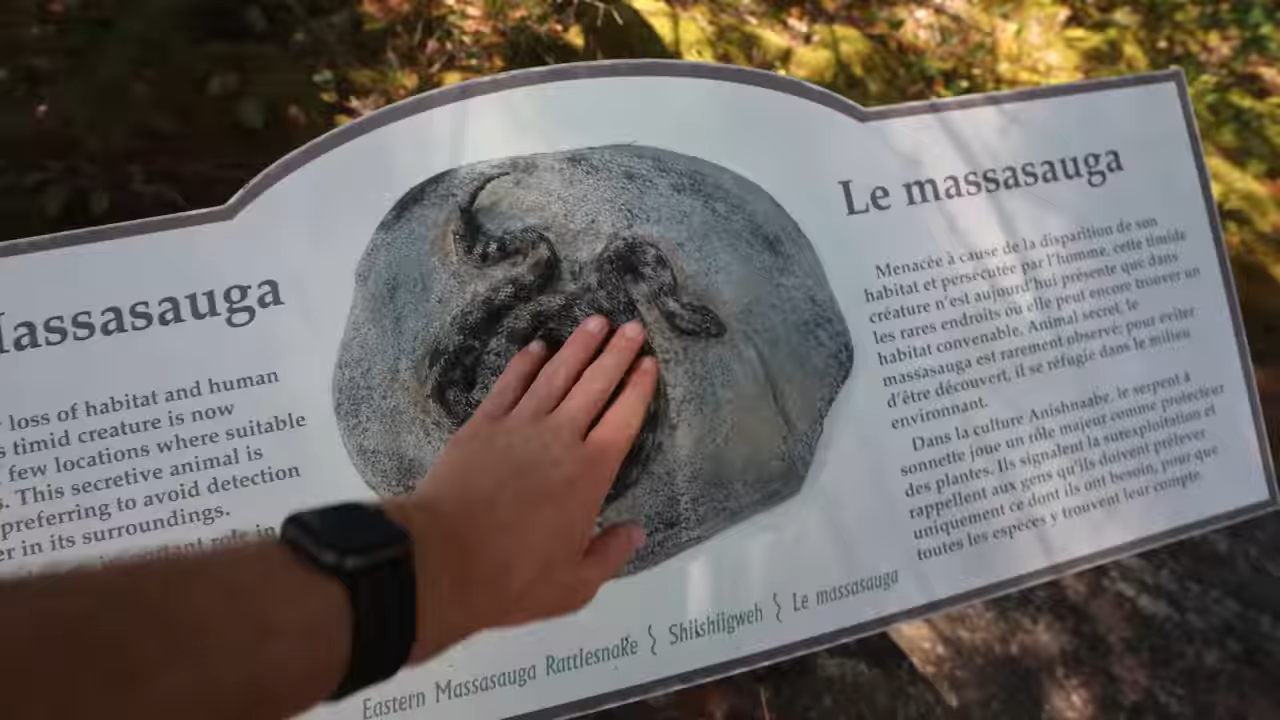 Massasauga
loss of habitat and human
timid creature is now
few locations where suitable
. This secretive animal is
preferring to avoid detection
er in its surroundings.
important role in
Le massasauga
Menacée à cause de la disparition de son
habitat et persecutée par l'homme, cette timide
créature n'est aujourd'hui présente que dans
les rares endroits où elle peut encore trouver un
habitat convenable. Animal secret, le
massasauga est rarement observé; pour éviter
d'être découvert, il se réfugie dans le milieu
environnant.
Dans la culture Anishnaabe, le serpent à
sonnette joue un rôle majeur comme protecteur
des plantes. Ils signalent la surexploitation et
rappellent aux gens qu'ils doivent prélever
uniquement ce dont ils ont besoin, pour que
toutes les espèces y trouvent leur compte.
Eastern Massasauga Rattlesnake { Shiishiigweh { Le massasauga